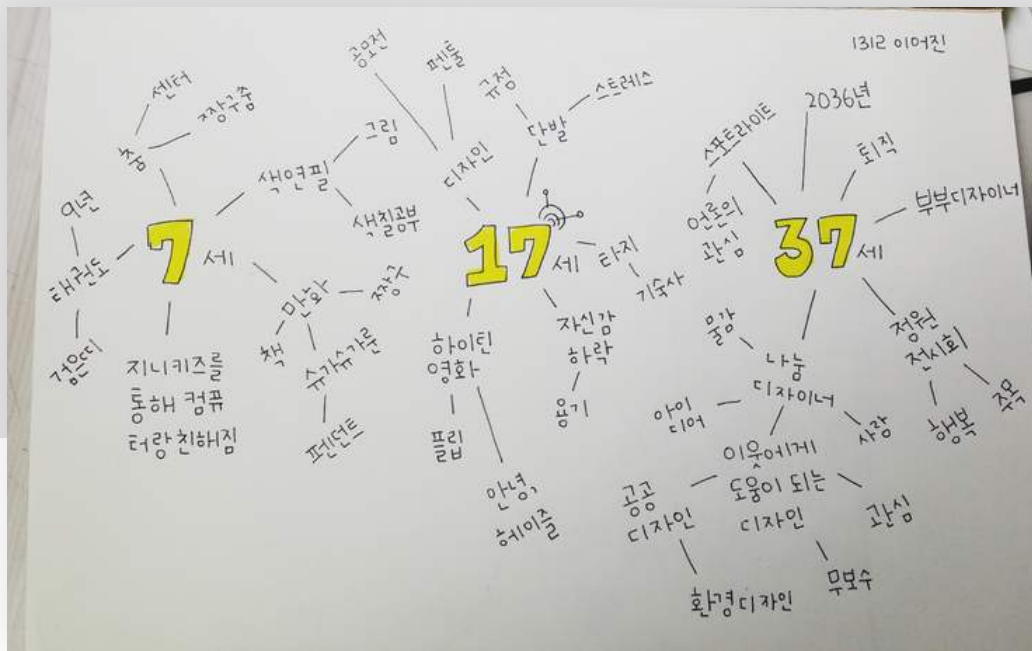 1312 이어진
센터
짱구춤
춤
9년
태권도
검은띠
7세
색연필
그림
색칠공부
만화
책
짱구
슈가슈가룬
펜던트
지니키즈를
통해 컴퓨
터랑 친해짐
공모전
펜툴
디자인
규정
스트레스
단발
17세
타지
기숙사
자신감
하락
용기
하이틴
영화
플립
안녕,
헤이즐
스포트라이트
언론의
관심
2036년
퇴직
부부디자이너
37세
정원
전시회
행복
주목
나눔
디자이너
물감
아이
디어
사랑
이웃에게
도움이 되는
디자인
공공
디자인
환경디자인
무보수
관심